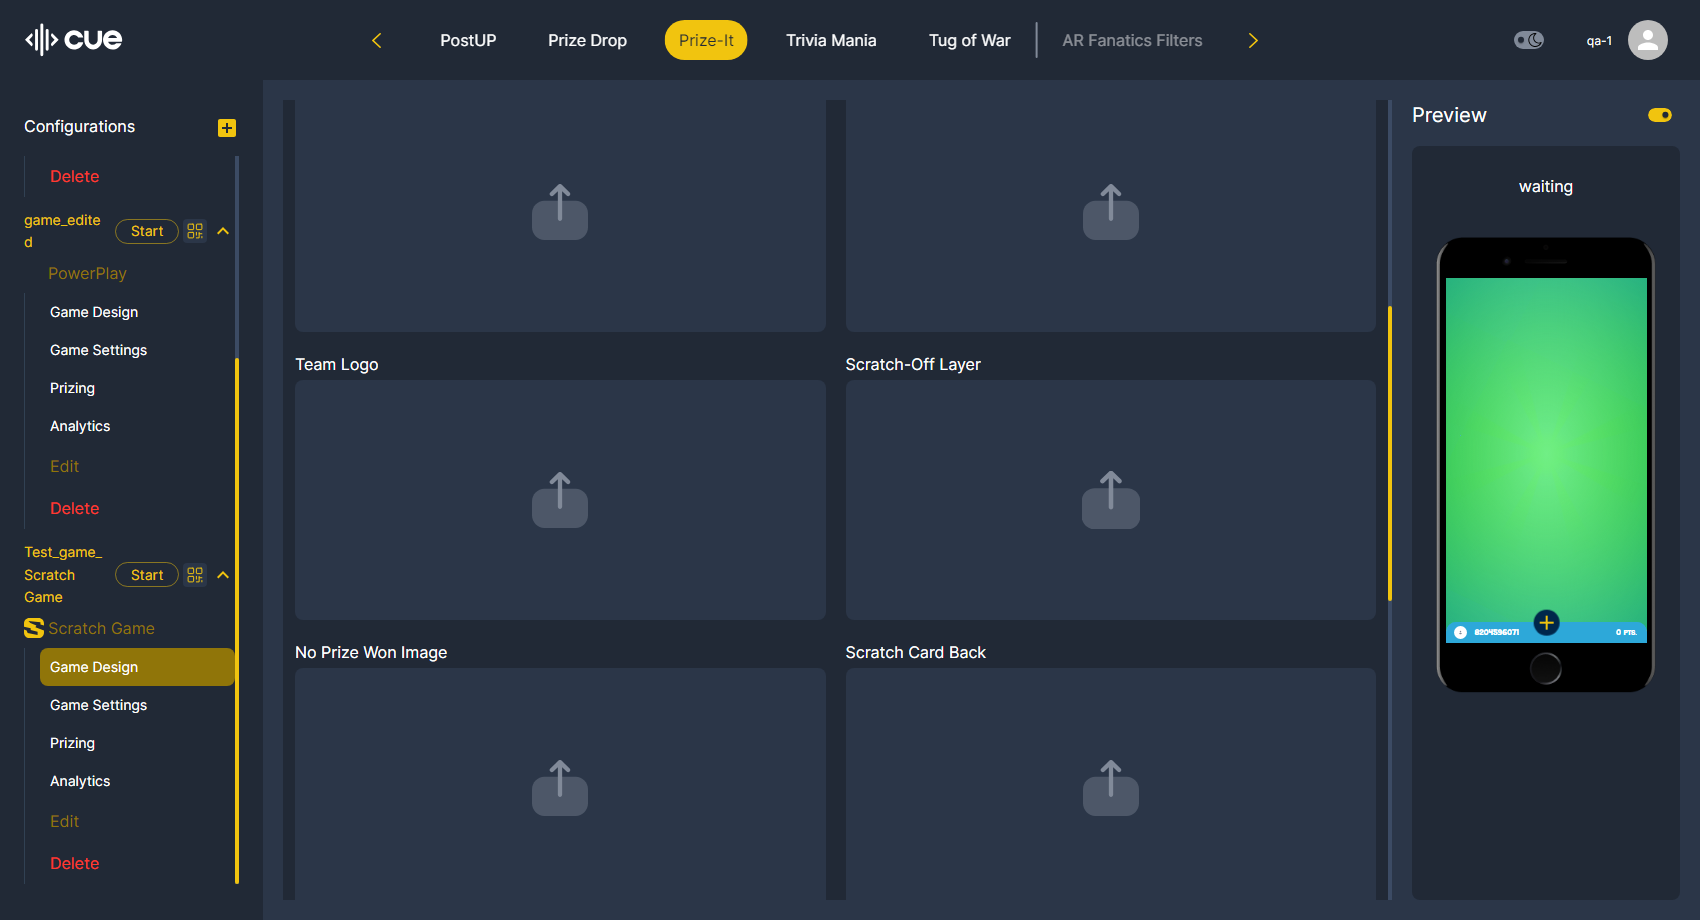 cue
PostUP
Prize Drop
Prize-It
Trivia Mania
Tug of War
AR Fanatics Filters
qa-1
Configurations
Delete
game_edite
d
Start
PowerPlay
Game Design
Game Settings
Prizing
Analytics
Edit
Delete
Test_game_
Scratch
Game
Start
Scratch Game
Game Design
Game Settings
Prizing
Analytics
Edit
Delete
Team Logo
Scratch-Off Layer
No Prize Won Image
Scratch Card Back
Preview
waiting
8204596071
0 PTS.